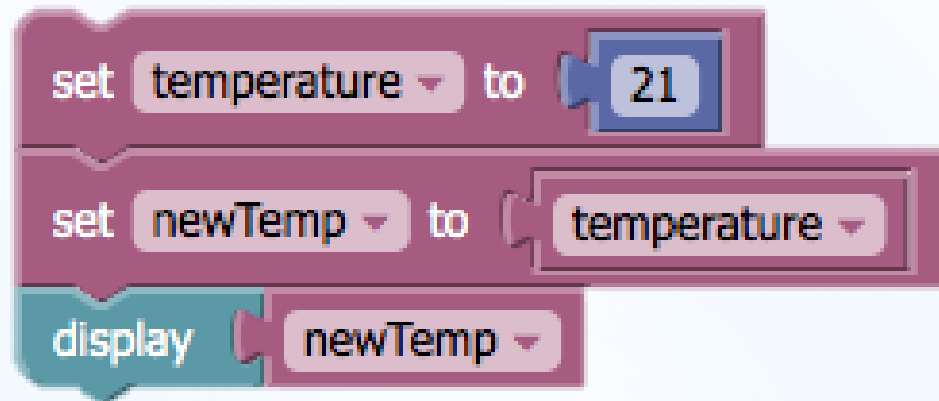 set temperature to 21
set newTemp to temperature
display newTemp